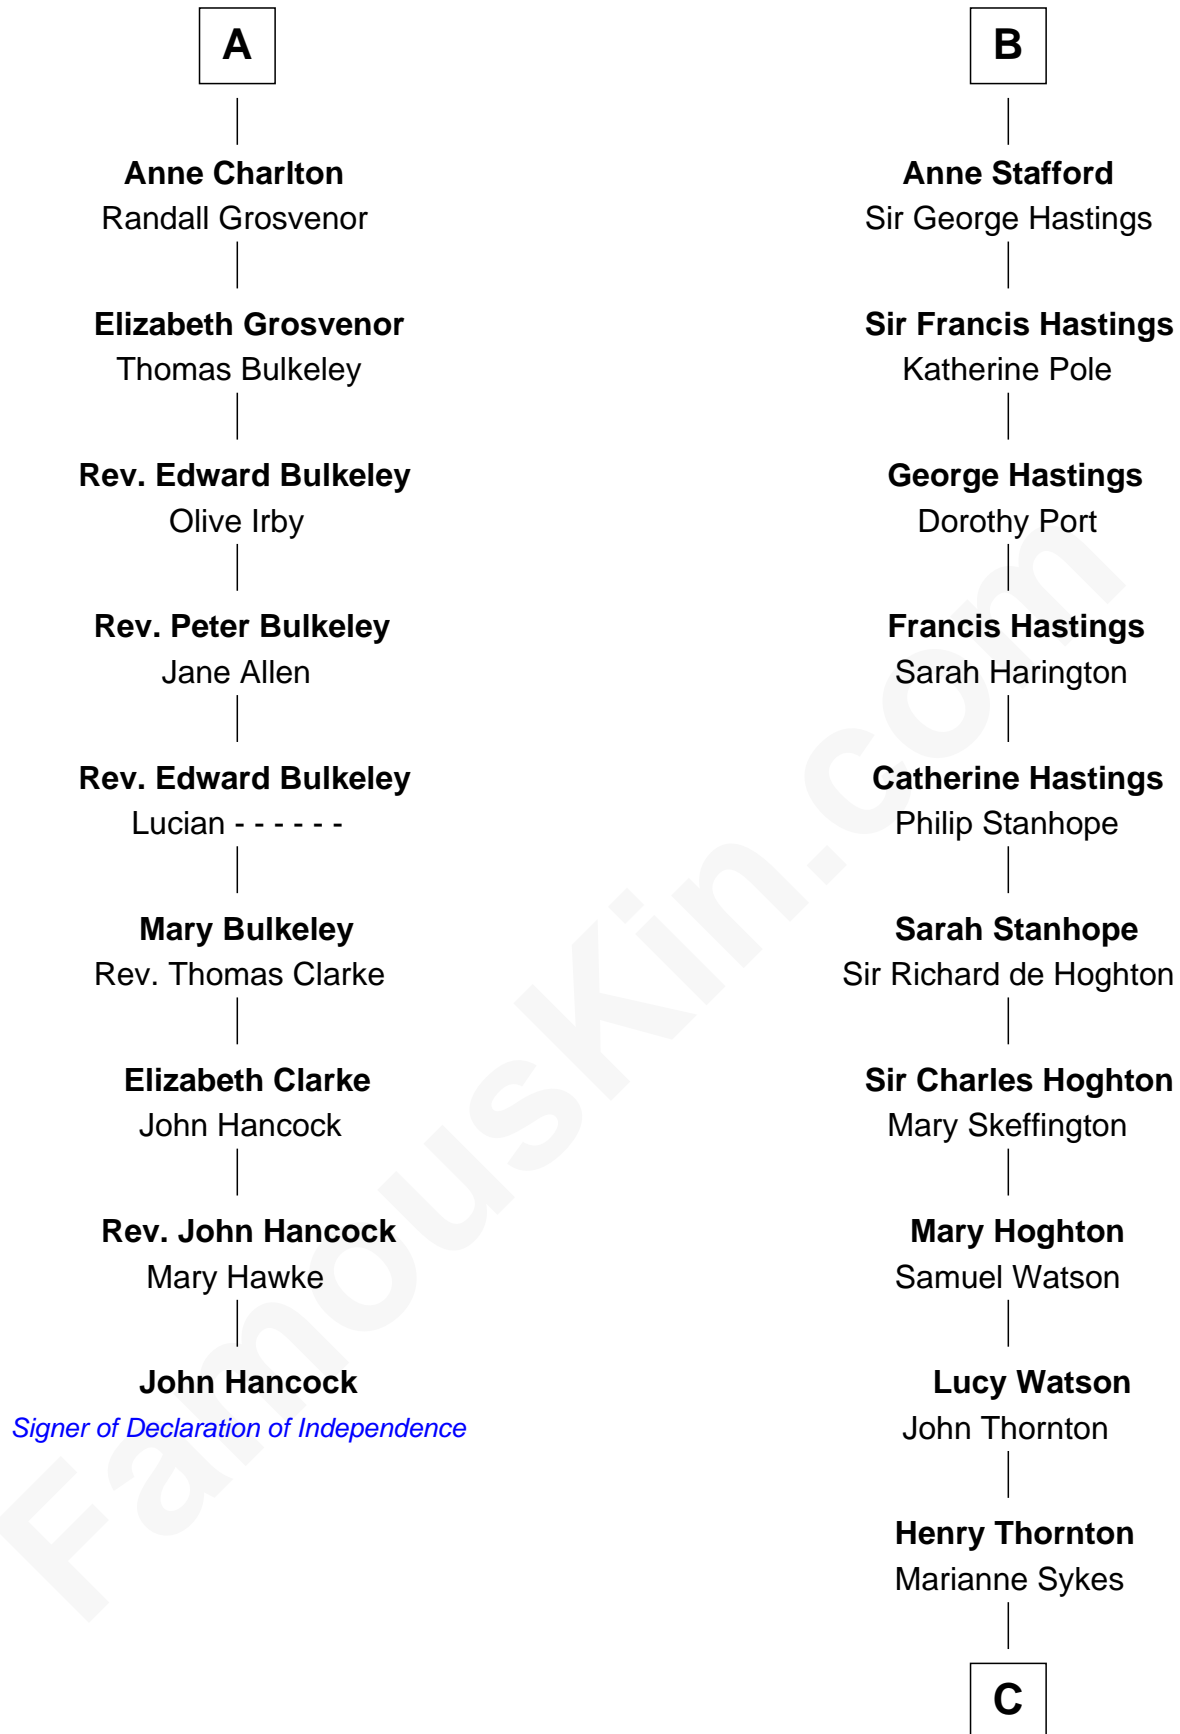 A
Anne Charlton
Randall Grosvenor
Elizabeth Grosvenor
Thomas Bulkeley
Rev. Edward Bulkeley
Olive Irby
Rev. Peter Bulkeley
Jane Allen
Rev. Edward Bulkeley
Lucian - - - - - -
Mary Bulkeley
Rev. Thomas Clarke
Elizabeth Clarke
John Hancock
Rev. John Hancock
Mary Hawke
John Hancock
Signer of Declaration of Independence
B
Anne Stafford
Sir George Hastings
Sir Francis Hastings
Katherine Pole
George Hastings
Dorothy Port
Francis Hastings
Sarah Harington
Catherine Hastings
Philip Stanhope
Sarah Stanhope
Sir Richard de Hoghton
Sir Charles Hoghton
Mary Skeffington
Mary Hoghton
Samuel Watson
Lucy Watson
John Thornton
Henry Thornton
Marianne Sykes
C
FamousKin.com